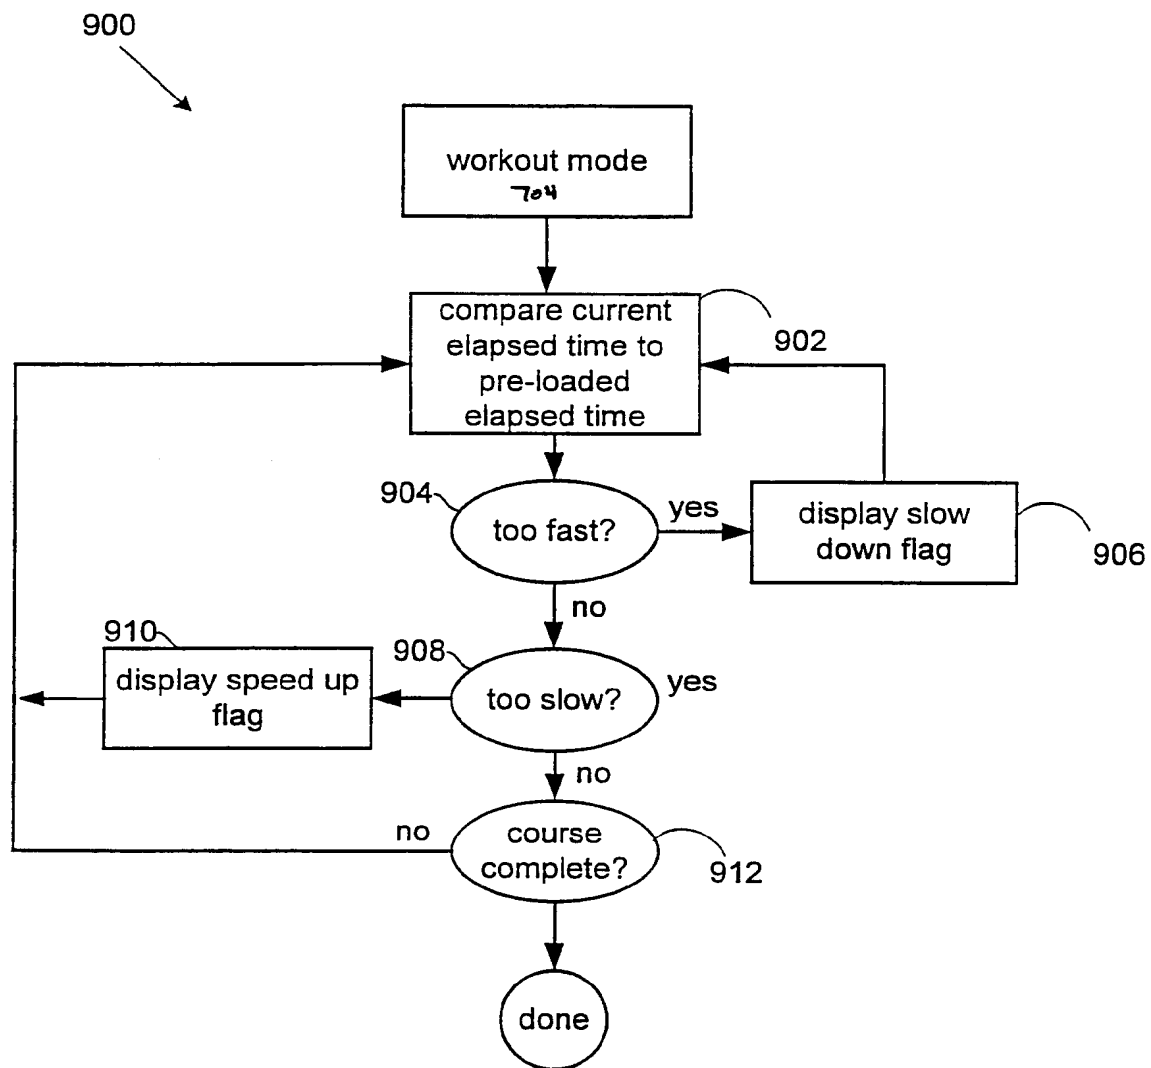 900
workout mode
704
compare current
elapsed time to
pre-loaded
elapsed time
902
904
too fast?
yes
display slow
down flag
906
no
910
display speed up
flag
908
too slow?
yes
no
no
course
complete?
912
done